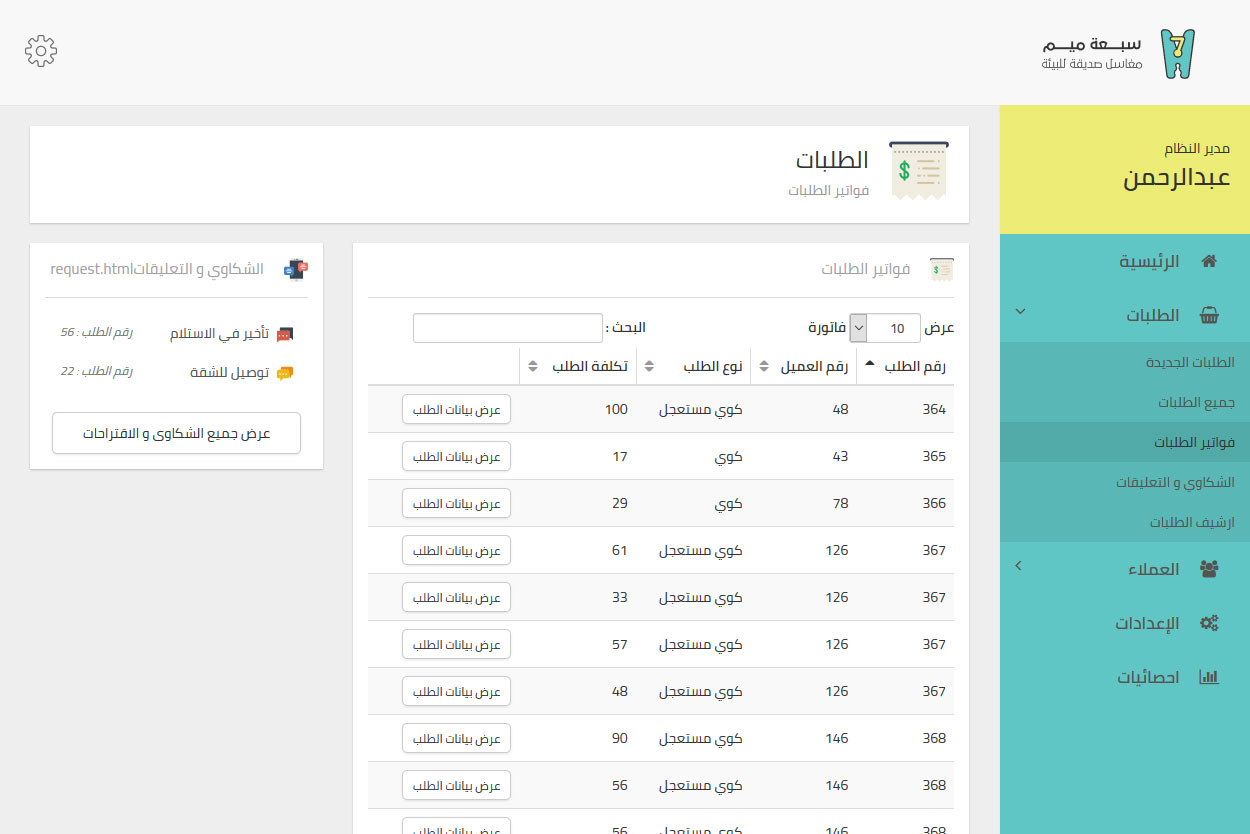 سبعة ميم
مغاسل صديقة للبيئة
مدير النظام
عبدالرحمن
الرئيسية
الطلبات
الطلبات الجديدة
جميع الطلبات
فواتير الطلبات
الشكاوي و التعليقات
ارشيف الطلبات
العملاء
الإعدادات
احصائيات
الطلبات
فواتير الطلبات
فواتير الطلبات
عرض 10 فاتورة البحث :
رقم الطلب رقم العميل نوع الطلب تكلفة الطلب
364 48 كوي مستعجل 100 عرض بيانات الطلب
365 43 كوي 17 عرض بيانات الطلب
366 78 كوي 29 عرض بيانات الطلب
367 126 كوي مستعجل 61 عرض بيانات الطلب
367 126 كوي مستعجل 33 عرض بيانات الطلب
367 126 كوي مستعجل 57 عرض بيانات الطلب
367 126 كوي مستعجل 48 عرض بيانات الطلب
368 146 كوي مستعجل 90 عرض بيانات الطلب
368 146 كوي مستعجل 56 عرض بيانات الطلب
368 146 كوي مستعجل 56 عرض بيانات الطلب
الشكاوي و التعليقاتrequest.html
تأخير في الاستلام رقم الطلب : 56
توصيل للشقة رقم الطلب : 22
عرض جميع الشكاوى و الاقتراحات